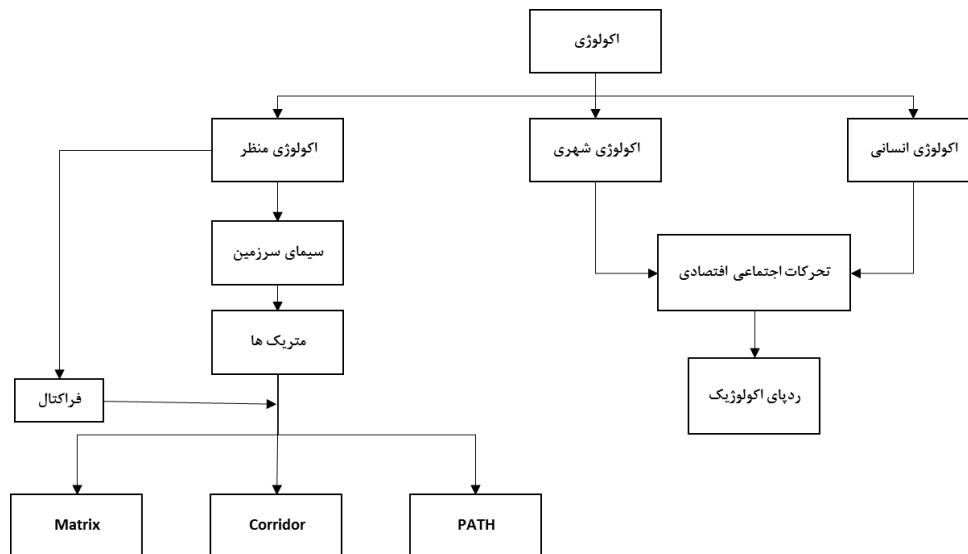 اکولوژی
اکولوژی انسانی
اکولوژی شهری
اکولوژی منظر
سیمای سرزمین
تحرکات اجتماعی افتصادی
متریک ها
ردپای اکولوژیک
فراکتال
Matrix
Corridor
PATH